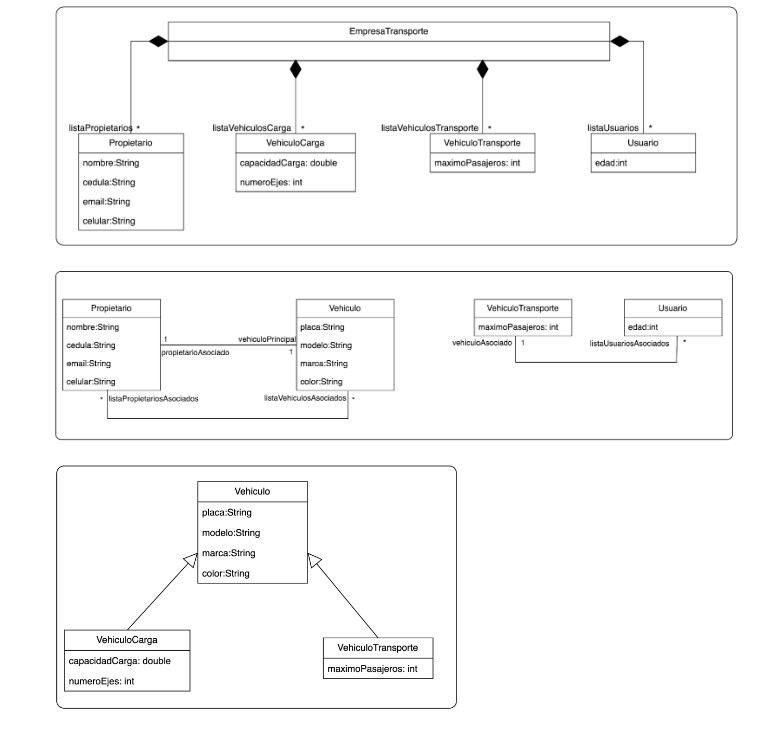 EmpresaTransporte
listaPropietarios *
listaVehiculosCarga *
listaVehiculosTransporte *
listaUsuarios *
Propietario
nombre:String
cedula:String
email:String
celular:String
VehiculoCarga
capacidadCarga: double
numeroEjes: int
VehiculoTransporte
maximoPasajeros: int
Usuario
edad:int
Propietario
nombre:String
cedula:String
email:String
celular:String
1
propietarioAsociado
vehiculoPrincipal
1
Vehiculo
placa:String
modelo:String
marca:String
color:String
* listaPropietariosAsociados
listaVehiculosAsociados *
VehiculoTransporte
maximoPasajeros: int
vehiculoAsociado 1
Usuario
edad:int
listaUsuariosAsociados *
Vehiculo
placa:String
modelo:String
marca:String
color:String
VehiculoCarga
capacidadCarga: double
numeroEjes: int
VehiculoTransporte
maximoPasajeros: int